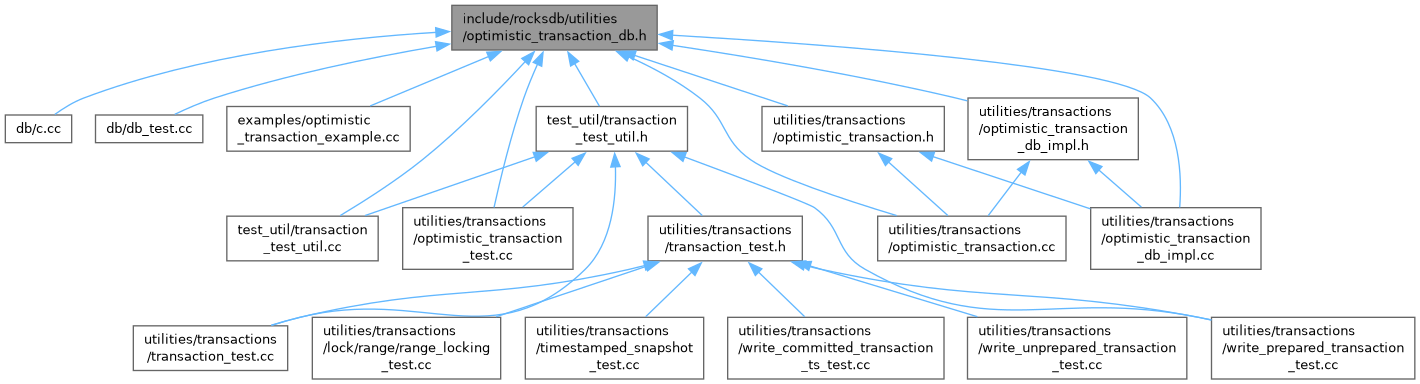 include/rocksdb/utilities
/optimistic_transaction_db.h
db/c.cc
db/db_test.cc
examples/optimistic
_transaction_example.cc
test_util/transaction
_test_util.h
utilities/transactions
/optimistic_transaction.h
utilities/transactions
/optimistic_transaction
_db_impl.h
test_util/transaction
_test_util.cc
utilities/transactions
/optimistic_transaction
_test.cc
utilities/transactions
/transaction_test.h
utilities/transactions
/optimistic_transaction.cc
utilities/transactions
/optimistic_transaction
_db_impl.cc
utilities/transactions
/transaction_test.cc
utilities/transactions
/lock/range/range_locking
_test.cc
utilities/transactions
/timestamped_snapshot
_test.cc
utilities/transactions
/write_committed_transaction
_ts_test.cc
utilities/transactions
/write_unprepared_transaction
_test.cc
utilities/transactions
/write_prepared_transaction
_test.cc